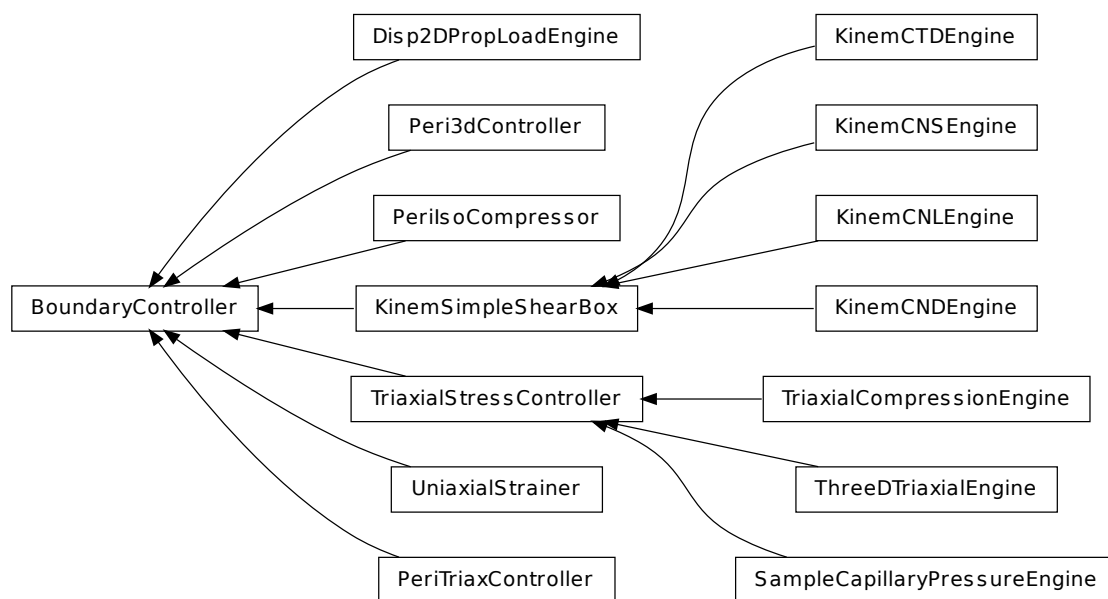 Disp2DPropLoadEngine
KinemCTDEngine
Peri3dController
KinemCNSEngine
PeriIsoCompressor
KinemCNLEngine
BoundaryController
KinemSimpleShearBox
KinemCNDEngine
TriaxialStressController
TriaxialCompressionEngine
UniaxialStrainer
ThreeDTriaxialEngine
PeriTriaxController
SampleCapillaryPressureEngine